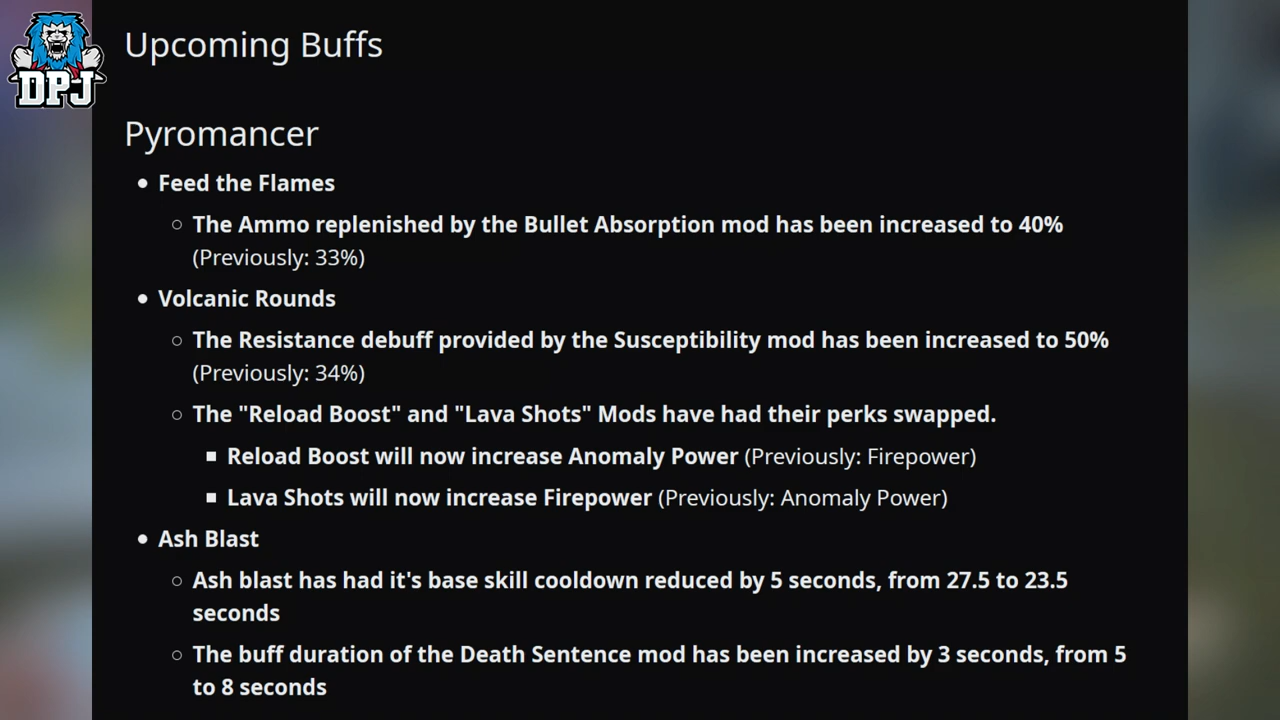 DPJ
Upcoming Buffs
Pyromancer
• Feed the Flames
○ The Ammo replenished by the Bullet Absorption mod has been increased to 40%
(Previously: 33%)
• Volcanic Rounds
○ The Resistance debuff provided by the Susceptibility mod has been increased to 50%
(Previously: 34%)
○ The "Reload Boost" and "Lava Shots" Mods have had their perks swapped.
▪ Reload Boost will now increase Anomaly Power (Previously: Firepower)
▪ Lava Shots will now increase Firepower (Previously: Anomaly Power)
• Ash Blast
○ Ash blast has had it's base skill cooldown reduced by 5 seconds, from 27.5 to 23.5
seconds
○ The buff duration of the Death Sentence mod has been increased by 3 seconds, from 5
to 8 seconds